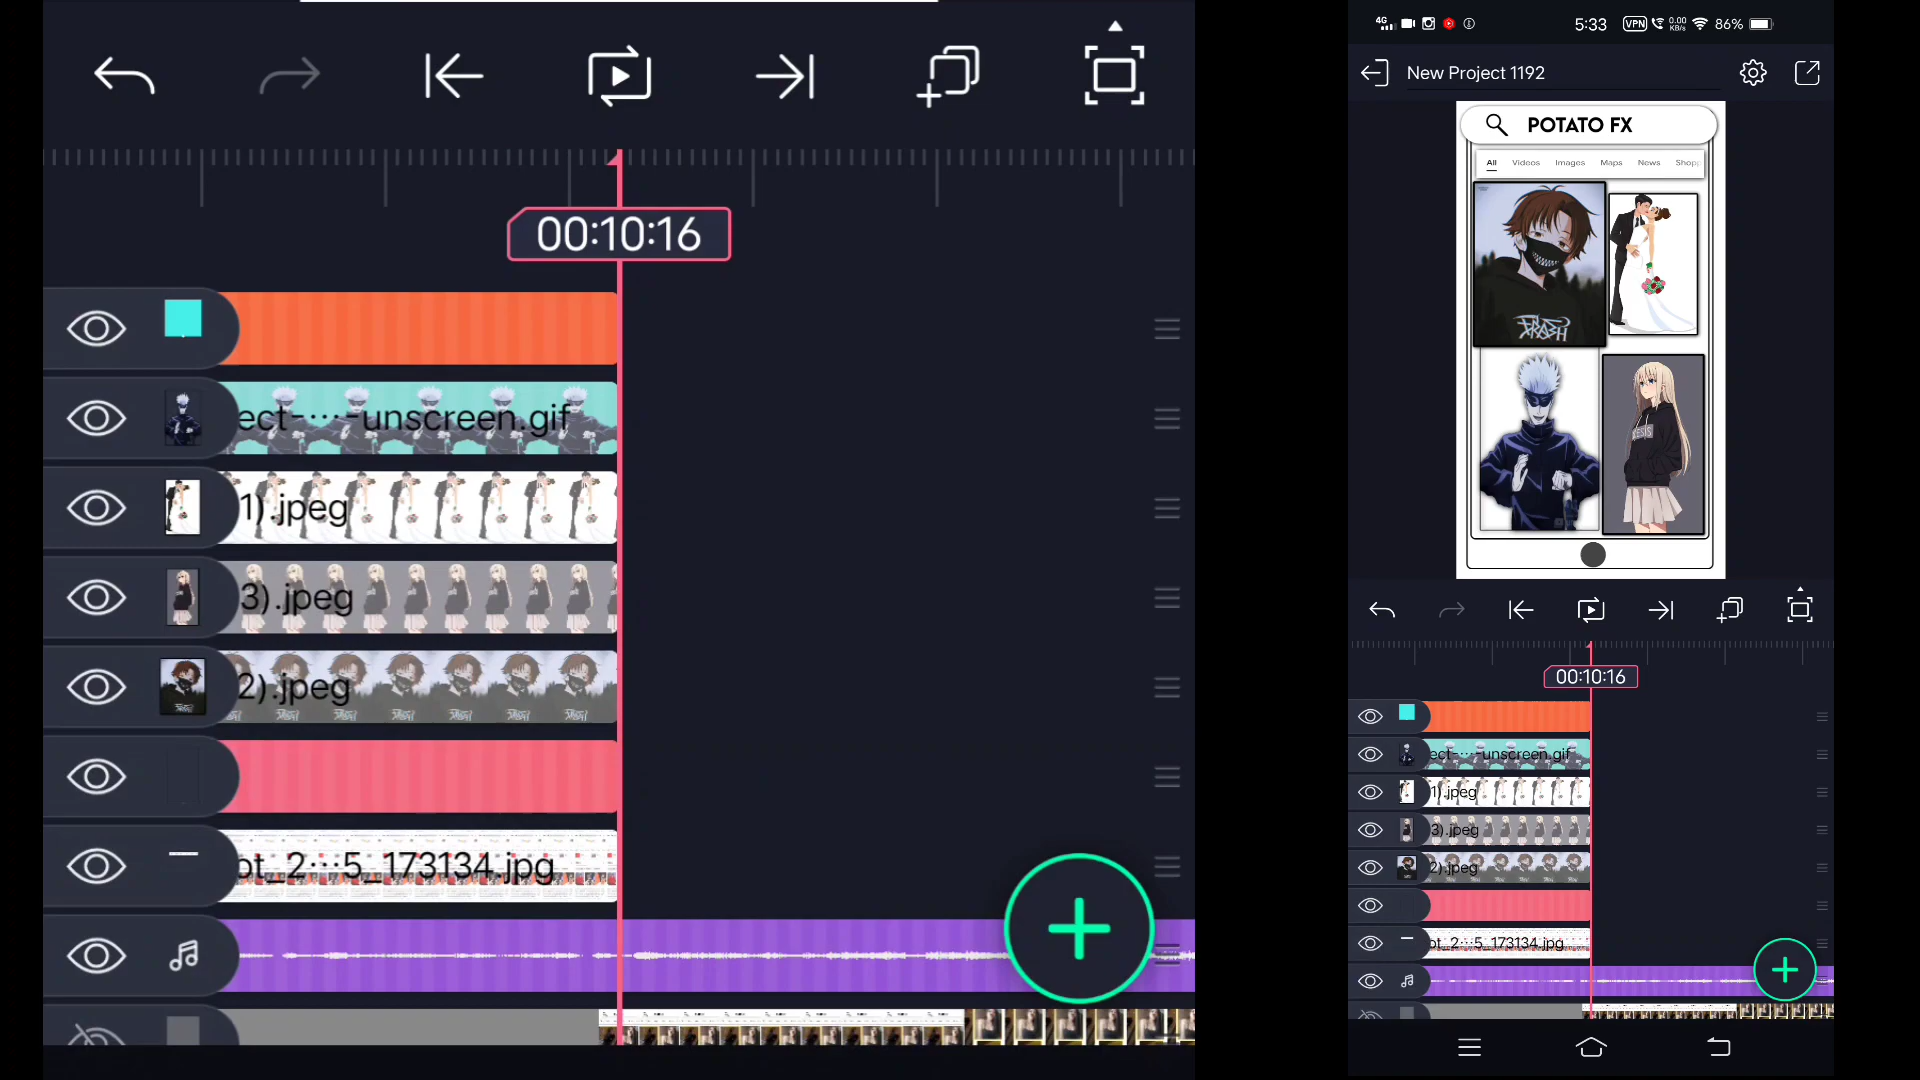 00:10:16
ect-···-unscreen.gif
1).jpeg
3).jpeg
2).jpeg
ot_2···5_173134.jpg
4G
5:33
VPN
0.00
KB/s
86%
New Project 1192
POTATO FX
All Videos Images Maps News Shopp
00:10:16
ect-···-unscreen.gif
1).jpeg
3).jpeg
2).jpeg
ot_2···5_173134.jpg